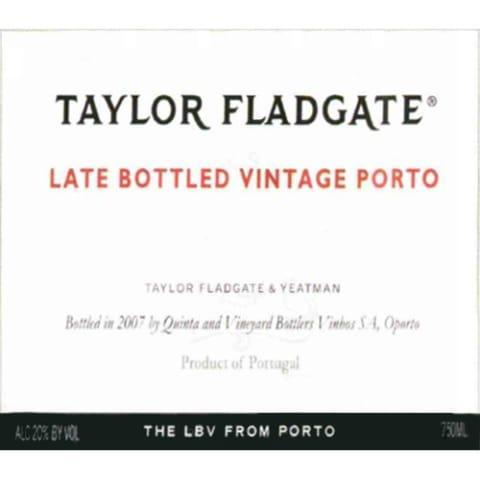 TAYLOR FLADGATE®
LATE BOTTLED VINTAGE PORTO
TAYLOR FLADGATE & YEATMAN
Bottled in 2007 by Quinta and Vineyard Bottlers Vinhos S.A, Oporto
Product of Portugal
ALC 20% BY VOL THE LBV FROM PORTO 750ML